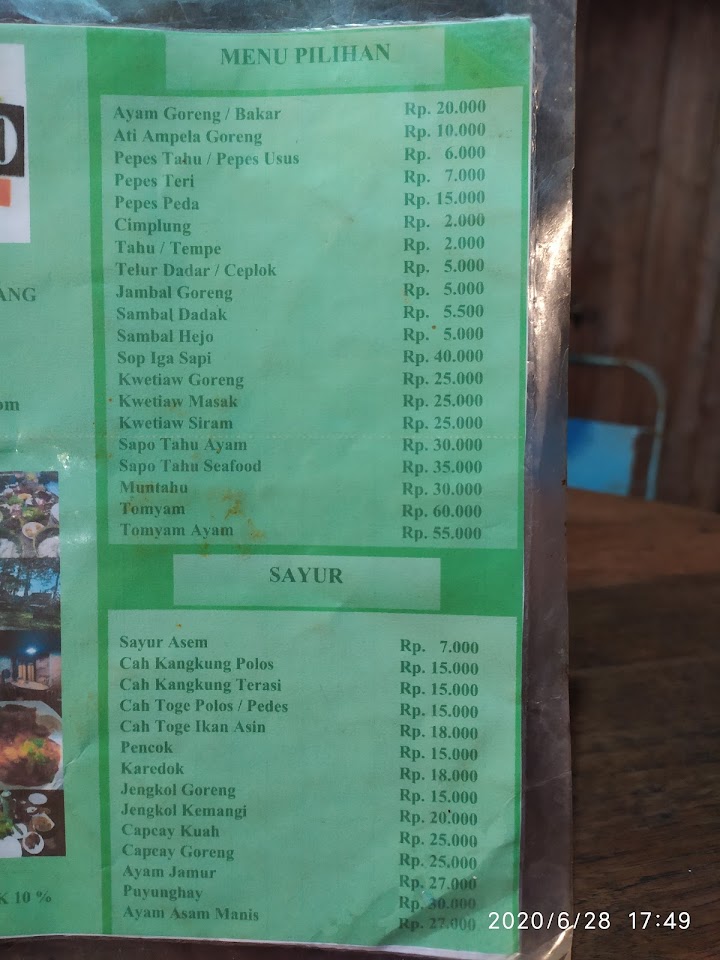 O
ANG
om
K 10 %
MENU PILIHAN
Ayam Goreng / Bakar Rp. 20.000
Ati Ampela Goreng Rp. 10.000
Pepes Tahu / Pepes Usus Rp. 6.000
Pepes Teri Rp. 7.000
Pepes Peda Rp. 15.000
Cimplung Rp. 2.000
Tahu / Tempe Rp. 2.000
Telur Dadar / Ceplok Rp. 5.000
Jambal Goreng Rp. 5.000
Sambal Dadak Rp. 5.500
Sambal Hejo Rp. 5.000
Sop Iga Sapi Rp. 40.000
Kwetiaw Goreng Rp. 25.000
Kwetiaw Masak Rp. 25.000
Kwetiaw Siram Rp. 25.000
Sapo Tahu Ayam Rp. 30.000
Sapo Tahu Seafood Rp. 35.000
Muntahu Rp. 30.000
Tomyam Rp. 60.000
Tomyam Ayam Rp. 55.000
SAYUR
Sayur Asem Rp. 7.000
Cah Kangkung Polos Rp. 15.000
Cah Kangkung Terasi Rp. 15.000
Cah Toge Polos / Pedes Rp. 15.000
Cah Toge Ikan Asin Rp. 18.000
Pencok Rp. 15.000
Karedok Rp. 18.000
Jengkol Goreng Rp. 15.000
Jengkol Kemangi Rp. 20.000
Capcay Kuah Rp. 25.000
Capcay Goreng Rp. 25.000
Ayam Jamur Rp. 27.000
Puyunghay Rp. 30.000
Ayam Asam Manis Rp. 27.000
2020/6/28 17:49